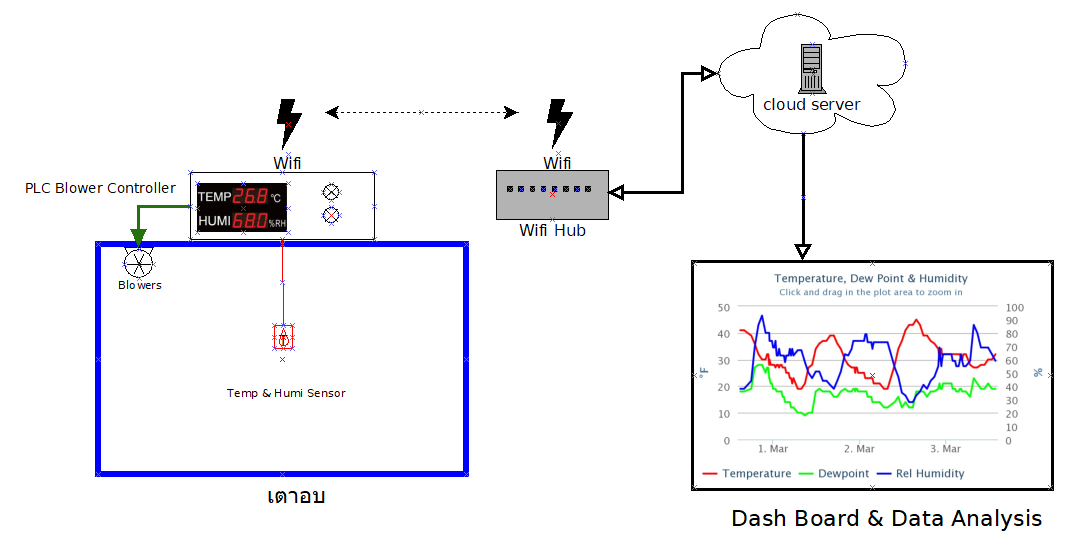 cloud server
Wifi
Wifi
PLC Blower Controller
TEMP 26.8 °C
HUMI 68.0 %RH
Wifi Hub
Blowers
Temp & Humi Sensor
เตาอบ
Temperature, Dew Point & Humidity
Click and drag in the plot area to zoom in
50
40
30
20
10
0
°F
100
90
80
70
60
50
40
30
20
10
0
%
1. Mar
2. Mar
3. Mar
Temperature
Dewpoint
Rel Humidity
Dash Board & Data Analysis